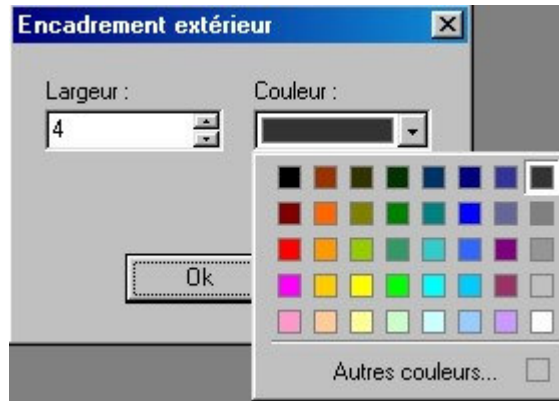 Encadrement extérieur
Largeur :
Couleur :
4
Ok
Autres couleurs...